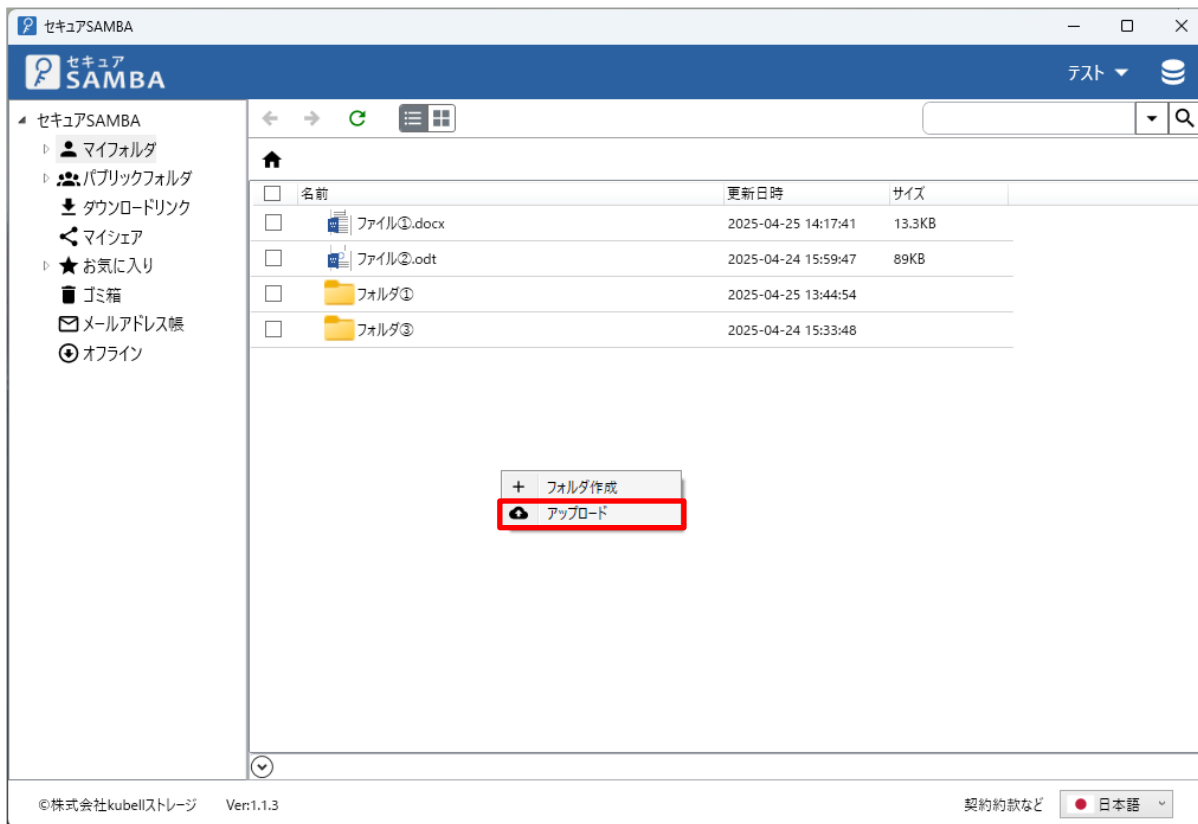 セキュアSAMBA
セキュア
SAMBA
テスト
セキュアSAMBA
マイフォルダ
パブリックフォルダ
ダウンロードリンク
マイシェア
お気に入り
ゴミ箱
メールアドレス帳
オフライン
名前 更新日時 サイズ
ファイル①.docx 2025-04-25 14:17:41 13.3KB
ファイル②.odt 2025-04-24 15:59:47 89KB
フォルダ① 2025-04-25 13:44:54
フォルダ③ 2025-04-24 15:33:48
フォルダ作成
アップロード
©株式会社kubellストレージ Ver:1.1.3 契約約款など 日本語